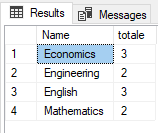 Results Messages
Name totale
1 Economics 3
2 Engineering 2
3 English 3
4 Mathematics 2